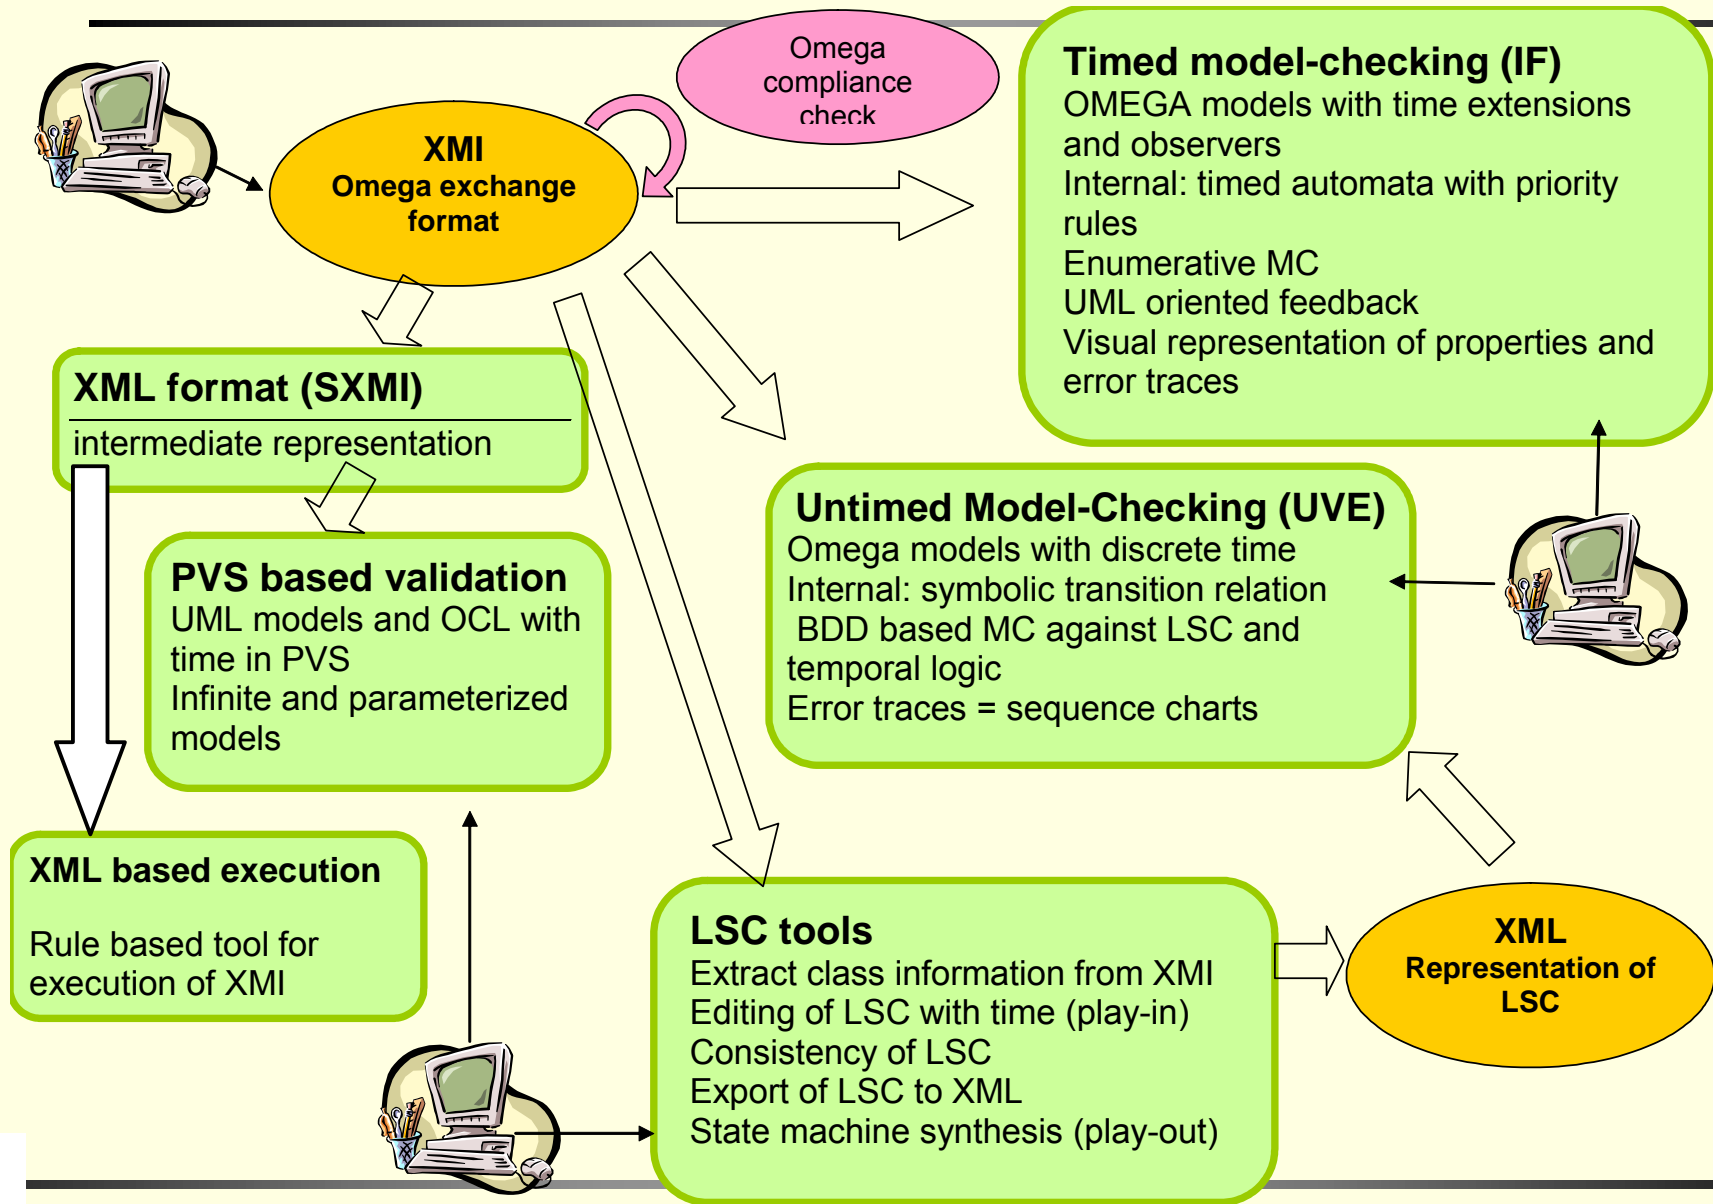 Omega
compliance
check
Timed model-checking (IF)
OMEGA models with time extensions
and observers
Internal: timed automata with priority
rules
Enumerative MC
UML oriented feedback
Visual representation of properties and
error traces
XMI
Omega exchange
format
XML format (SXMI)
intermediate representation
Untimed Model-Checking (UVE)
Omega models with discrete time
Internal: symbolic transition relation
BDD based MC against LSC and
temporal logic
Error traces = sequence charts
PVS based validation
UML models and OCL with
time in PVS
Infinite and parameterized
models
XML based execution
Rule based tool for
execution of XMI
LSC tools
Extract class information from XMI
Editing of LSC with time (play-in)
Consistency of LSC
Export of LSC to XML
State machine synthesis (play-out)
XML
Representation of
LSC